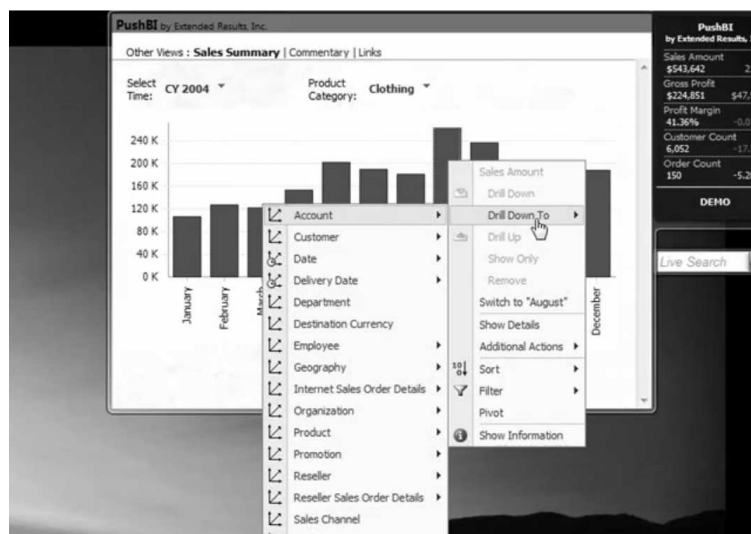 PushBI by Extended Results, Inc.
Other Views : Sales Summary | Commentary | Links
Select Time: CY 2004
Product Category: Clothing
240 K
200 K
160 K
120 K
80 K
40 K
0 K
January
February
March
December
Account
Customer
Date
Delivery Date
Department
Destination Currency
Employee
Geography
Internet Sales Order Details
Organization
Product
Promotion
Reseller
Reseller Sales Order Details
Sales Channel
Sales Amount
Drill Down
Drill Down To
Drill Up
Show Only
Remove
Switch to "August"
Show Details
Additional Actions
Sort
Filter
Pivot
Show Information
PushBI
by Extended Results,
Sales Amount
$543,642
Gross Profit
$224,851
Profit Margin
41.36%
Customer Count
6,052
Order Count
150
DEMO
Live Search